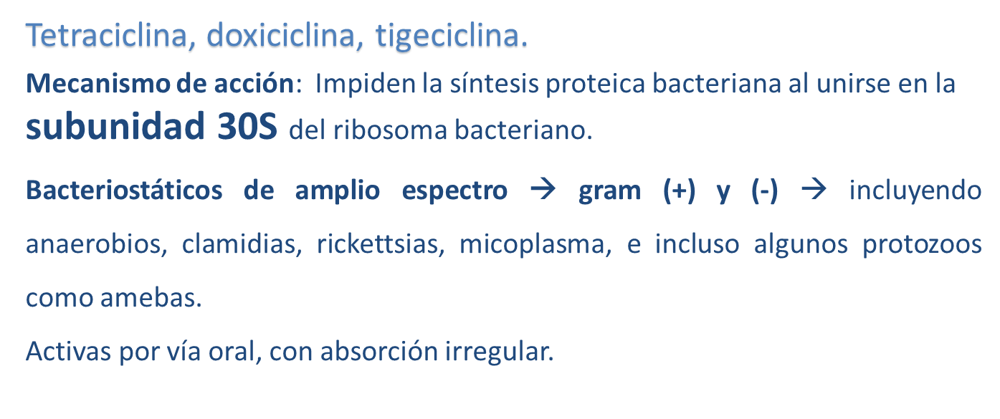 Tetraciclina, doxiciclina, tigeciclina.
Mecanismo de acción: Impiden la síntesis proteica bacteriana al unirse en la
subunidad 30S del ribosoma bacteriano.
Bacteriostáticos de amplio espectro → gram (+) y (-) → incluyendo
anaerobios, clamidias, rickettsias, micoplasma, e incluso algunos protozoos
como amebas.
Activas por vía oral, con absorción irregular.